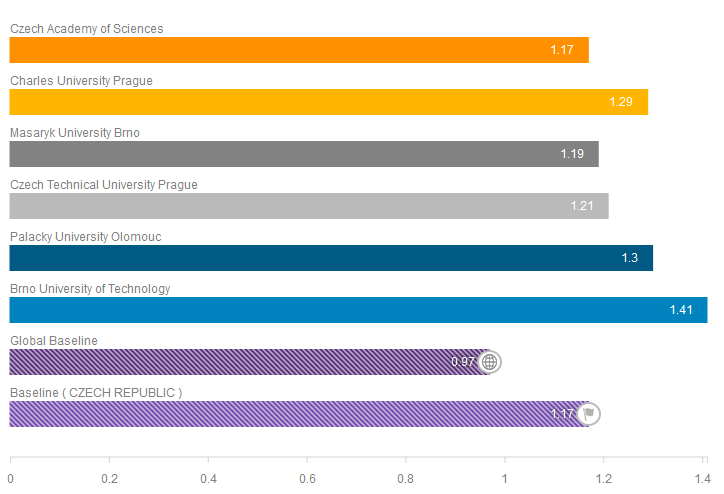 Czech Academy of Sciences
1.17
Charles University Prague
1.29
Masaryk University Brno
1.19
Czech Technical University Prague
1.21
Palacky University Olomouc
1.3
Brno University of Technology
1.41
Global Baseline
0.97
Baseline ( CZECH REPUBLIC )
1.17
0 0.2 0.4 0.6 0.8 1 1.2 1.4